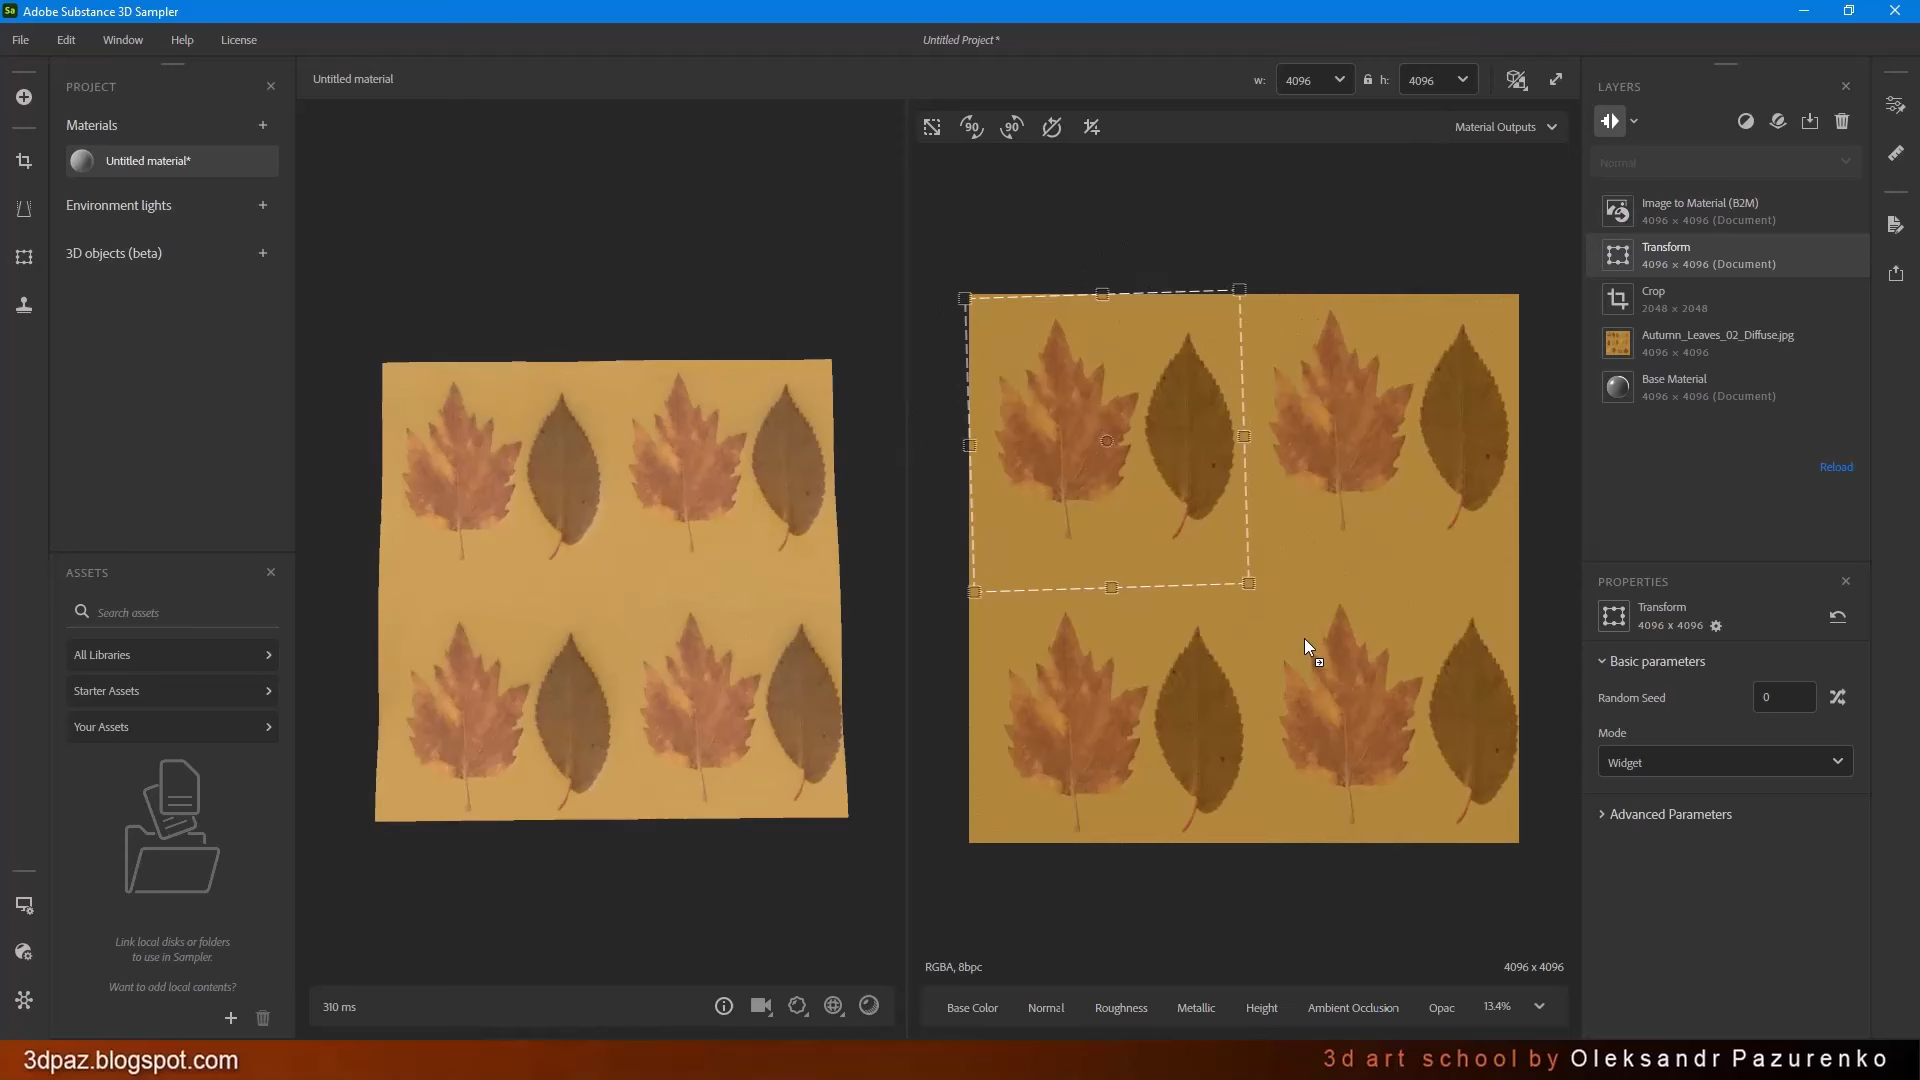 Sa Adobe Substance 3D Sampler
File Edit Window Help License
Untitled Project*
PROJECT
Materials
Untitled material*
Environment lights
3D objects (beta)
ASSETS
Search assets
All Libraries
Starter Assets
Your Assets
Link local disks or folders
to use in Sampler.
Want to add local contents?
Untitled material
w: 4096 h: 4096
90 90
Material Outputs
310 ms
RGBA, 8bpc
4096 x 4096
Base Color Normal Roughness Metallic Height Ambient Occlusion Opac 13.4%
LAYERS
Normal
Image to Material (B2M)
4096 × 4096 (Document)
Transform
4096 × 4096 (Document)
Crop
2048 × 2048
Autumn_Leaves_02_Diffuse.jpg
4096 × 4096
Base Material
4096 × 4096 (Document)
Reload
PROPERTIES
Transform
4096 x 4096
Basic parameters
Random Seed 0
Mode
Widget
Advanced Parameters
3dpaz.blogspot.com
3d art school by Oleksandr Pazurenko